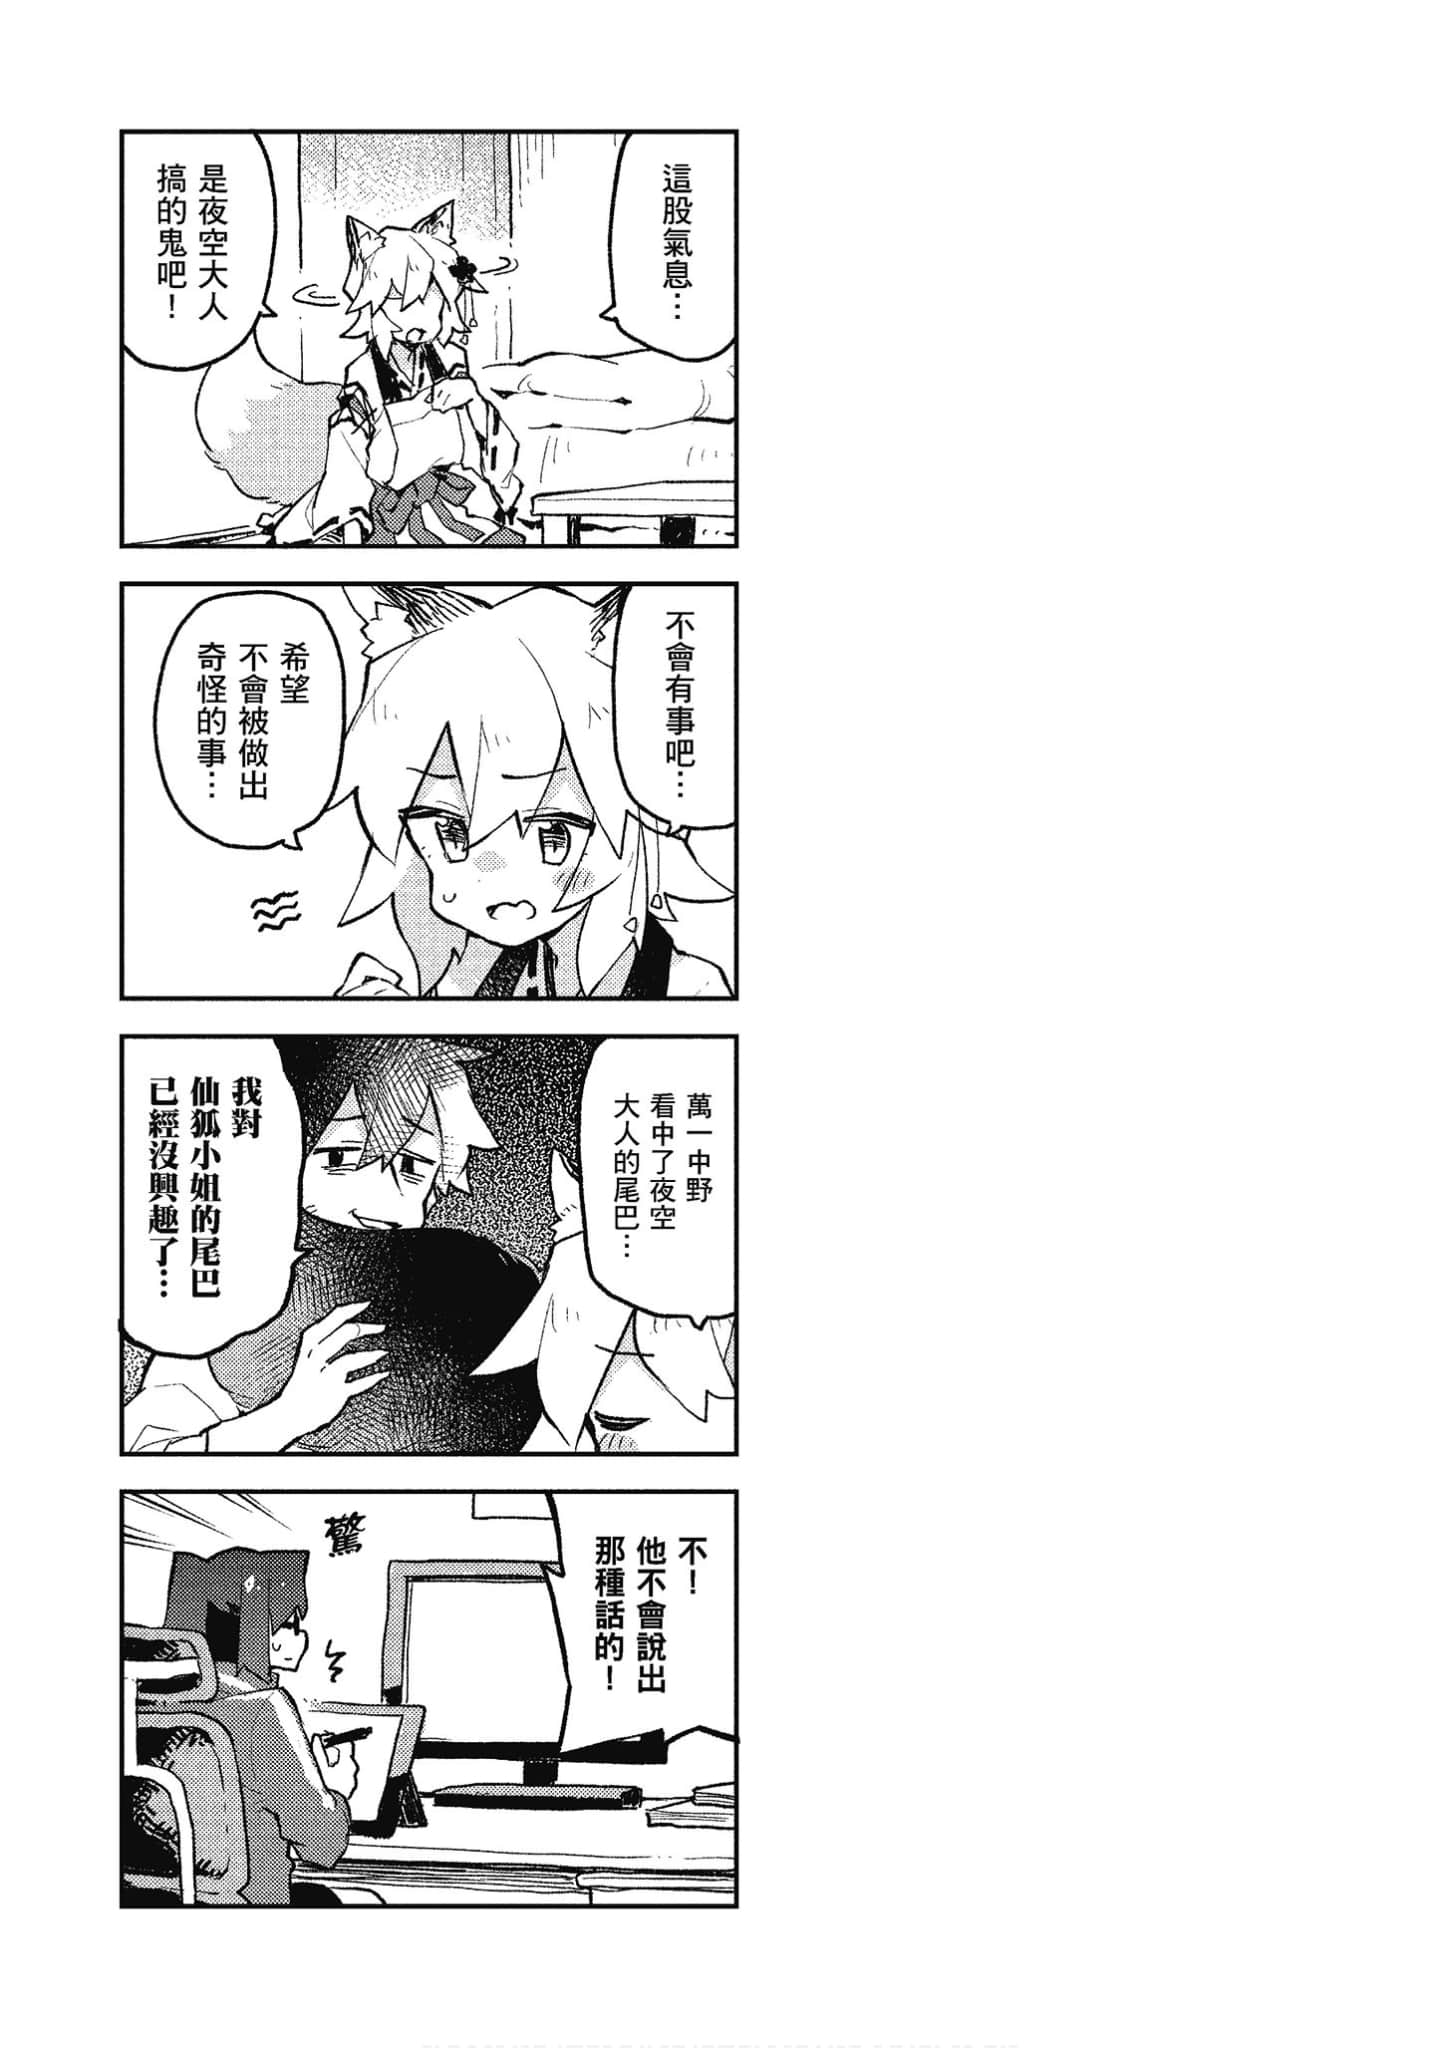 這股氣息…
是夜空大人
搞的鬼吧！
不會有事吧…
希望
不會被做出
奇怪的事…
萬一中野
看中了夜空
大人的尾巴…
我對
仙狐小姐的尾巴
已經沒興趣了…
不！
他不會說出
那種話的！
驚